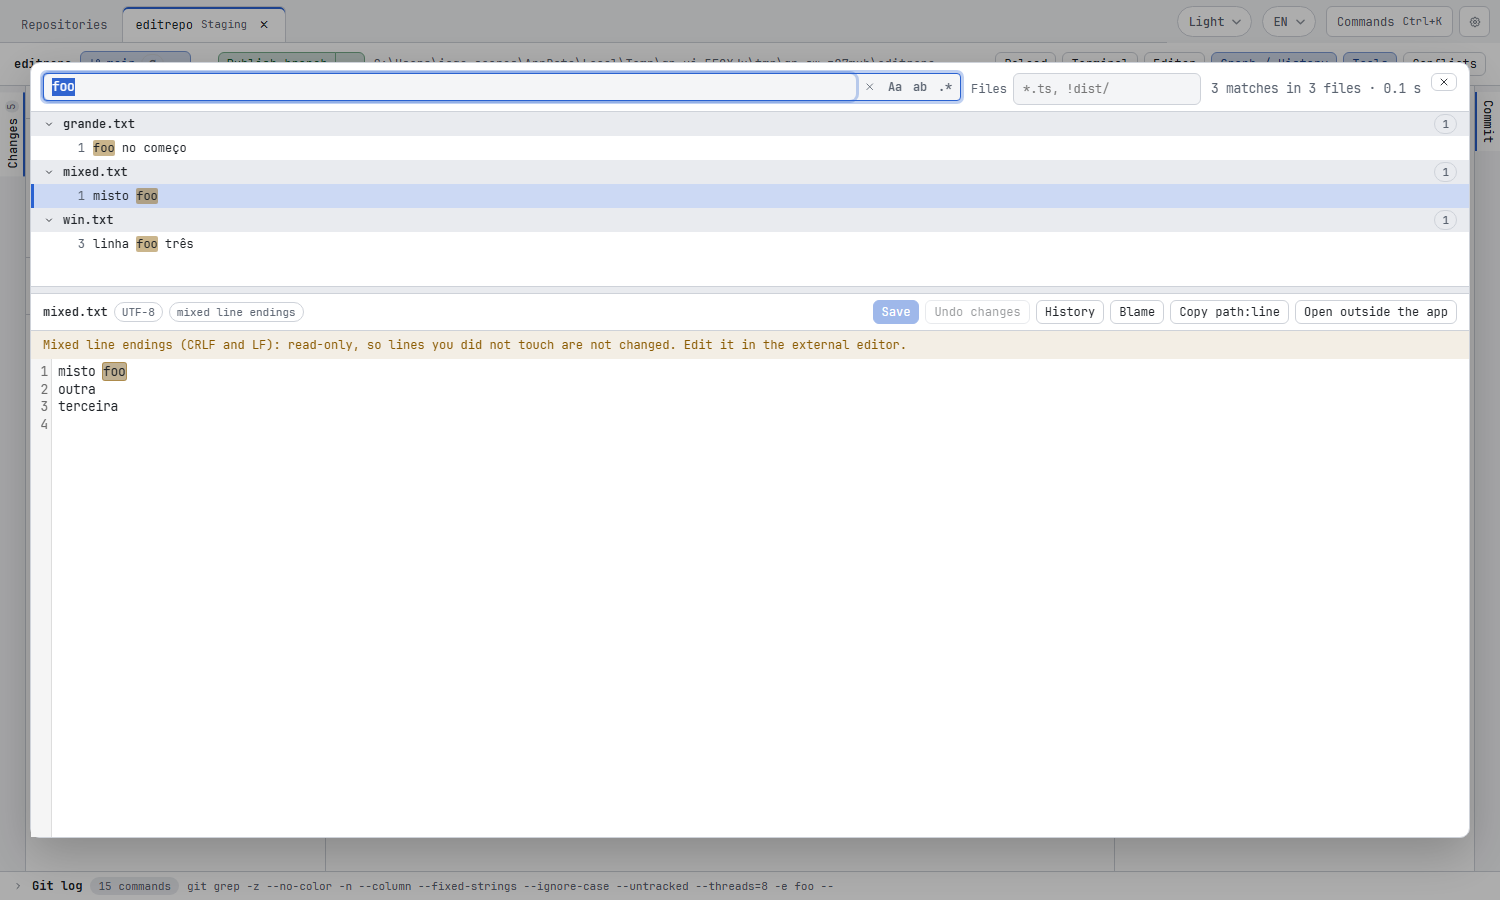 Repositories editrepo Staging × Light EN Commands Ctrl+K
foo × Aa ab .* Files *.ts, !dist/ 3 matches in 3 files · 0.1 s ×
5
Changes
Commit
grande.txt 1
1 foo no começo
mixed.txt 1
1 misto foo
win.txt 1
3 linha foo três
mixed.txt UTF-8 mixed line endings Save Undo changes History Blame Copy path:line Open outside the app
Mixed line endings (CRLF and LF): read-only, so lines you did not touch are not changed. Edit it in the external editor.
1 misto foo
2 outra
3 terceira
4
Git log 15 commands git grep -z --no-color -n --column --fixed-strings --ignore-case --untracked --threads=8 -e foo --